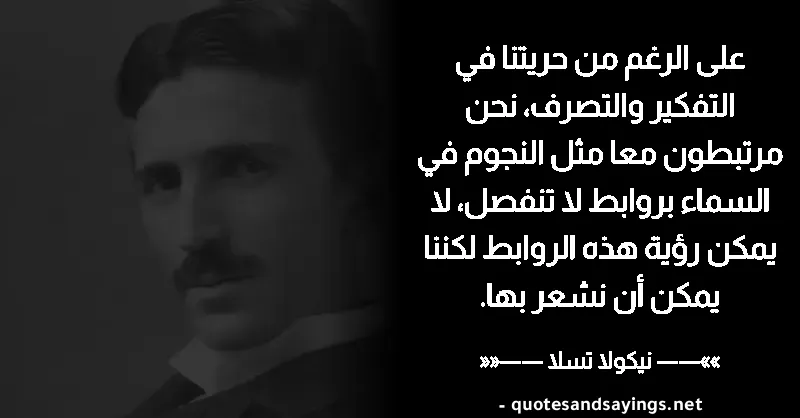 على الرغم من حريتنا في
التفكير والتصرف، نحن
مرتبطون معا مثل النجوم في
السماء بروابط لا تنفصل، لا
يمكن رؤية هذه الروابط لكننا
يمكن أن نشعر بها.
»»—— نيكولا تسلا ——««
- quotesandsayings.net